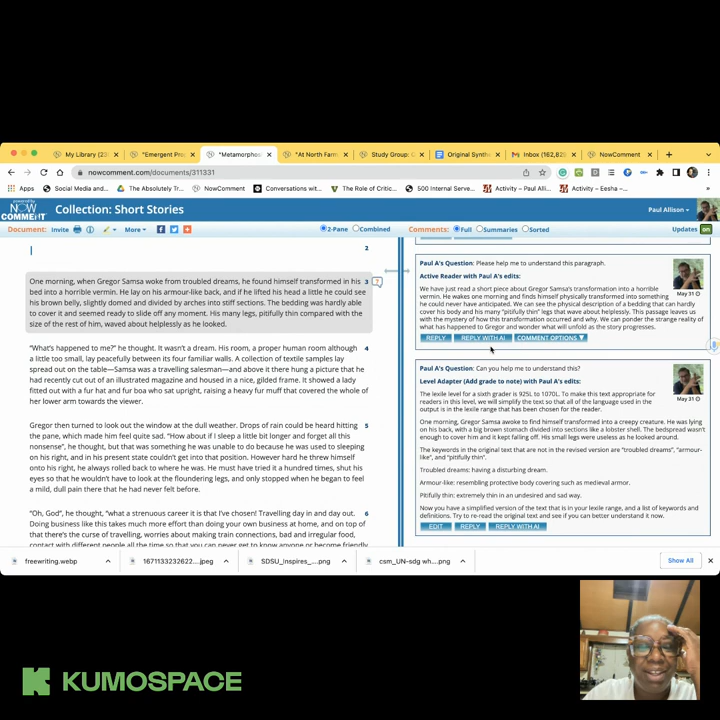 My Library (22
"Emergent Pro
"Metamorphos
"At North Farm
Study Group: C
Original Synthe
Inbox (162,825
NowComment
nowcomment.com/documents/311331
Apps
Social Media and...
The Absolutely Tr...
NowComment
Conversations wit...
The Role of Critic...
500 Internal Serve...
Activity – Paul Alli...
Activity – Eesha –...
powered by
NOW
COMMENT
Collection: Short Stories
Paul Allison
Document:
Invite
More
2-Pane
Combined
Comments:
Full
Summaries
Sorted
Updates
on
2
One morning, when Gregor Samsa woke from troubled dreams, he found himself transformed in his
3
bed into a horrible vermin. He lay on his armour-like back, and if he lifted his head a little he could see
his brown belly, slightly domed and divided by arches into stiff sections. The bedding was hardly able
to cover it and seemed ready to slide off any moment. His many legs, pitifully thin compared with the
size of the rest of him, waved about helplessly as he looked.
"What's happened to me?" he thought. It wasn't a dream. His room, a proper human room although
4
a little too small, lay peacefully between its four familiar walls. A collection of textile samples lay
spread out on the table—Samsa was a travelling salesman—and above it there hung a picture that he
had recently cut out of an illustrated magazine and housed in a nice, gilded frame. It showed a lady
fitted out with a fur hat and fur boa who sat upright, raising a heavy fur muff that covered the whole of
her lower arm towards the viewer.
Gregor then turned to look out the window at the dull weather. Drops of rain could be heard hitting
5
the pane, which made him feel quite sad. "How about if I sleep a little bit longer and forget all this
nonsense", he thought, but that was something he was unable to do because he was used to sleeping
on his right, and in his present state couldn't get into that position. However hard he threw himself
onto his right, he always rolled back to where he was. He must have tried it a hundred times, shut his
eyes so that he wouldn't have to look at the floundering legs, and only stopped when he began to feel
a mild, dull pain there that he had never felt before.
"Oh, God", he thought, "what a strenuous career it is that I've chosen! Travelling day in and day out.
6
Doing business like this takes much more effort than doing your own business at home, and on top of
that there's the curse of travelling, worries about making train connections, bad and irregular food,
contact with different people all the time so that you can never get to know anyone or become friendly
Paul A's Question: Please help me to understand this paragraph.
Active Reader with Paul A's edits:
May 31
We have just read a short piece about Gregor Samsa's transformation into a horrible
vermin. He wakes one morning and finds himself physically transformed into something
he could never have anticipated. We can see the physical description of a bedding that can hardly
cover his body and his many "pitifully thin" legs that wave about helplessly. This passage leaves us
with the mystery of how this transformation occurred and why. We can ponder the strange reality of
what has happened to Gregor and wonder what will unfold as the story progresses.
REPLY
REPLY WITH AI
COMMENT OPTIONS
Paul A's Question: Can you help me to understand this?
Level Adapter (Add grade to note) with Paul A's edits:
May 31
The lexile level for a sixth grader is 925L to 1070L. To make this text appropriate for
readers in this level, we will simplify the text so that all of the language used in the
output is in the lexile range that has been chosen for the reader.
One morning, Gregor Samsa awoke to find himself transformed into a creepy creature. He was lying
on his back, with a big brown stomach divided into sections like a lobster shell. The bedspread wasn't
enough to cover him and it kept falling off. His small legs were useless as he looked around.
The keywords in the original text that are not in the revised version are "troubled dreams", "armour-
like", and "pitifully thin".
Troubled dreams: having a disturbing dream.
Armour-like: resembling protective body covering such as medieval armor.
Pitifully thin: extremely thin in an undesired and sad way.
Now you have a simplified version of the text that is in your lexile range, and a list of keywords and
definitions. Try to re-read the original text and see if you can better understand it now.
EDIT
REPLY
REPLY WITH AI
freewriting.webp
1671133232622....jpeg
SDSU_inspires_....png
csm_UN-sdg wh....png
Show All
KUMOSPACE